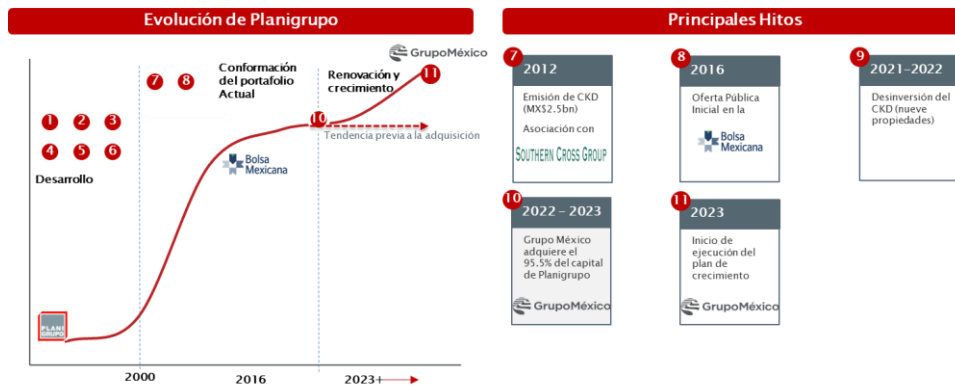 Evolución de Planigrupo
GrupoMéxico
Conformación
del portafolio
Actual
Renovación y
crimiento
7
8
11
1
2
3
10
Tendencia previa a la adquisición
4
5
6
Bolsa
Mexicana
Desarrollo
PLANI
GRUPO
2000
2016
2023+
Principales Hitos
7
2012
Emisión de CKD
(MX$2.5bn)
Asociación con
SOUTHERN CROSS GROUP
8
2016
Oferta Pública
Inicial en la
Bolsa
Mexicana
9
2021-2022
Desinversión del
CKD (nueve
propiedades)
10
2022 – 2023
Grupo México
adquiere el
95.5% del capital
de Planigrupo
GrupoMéxico
11
2023
Inicio de
ejecución del
plan de
crecimiento
GrupoMéxico